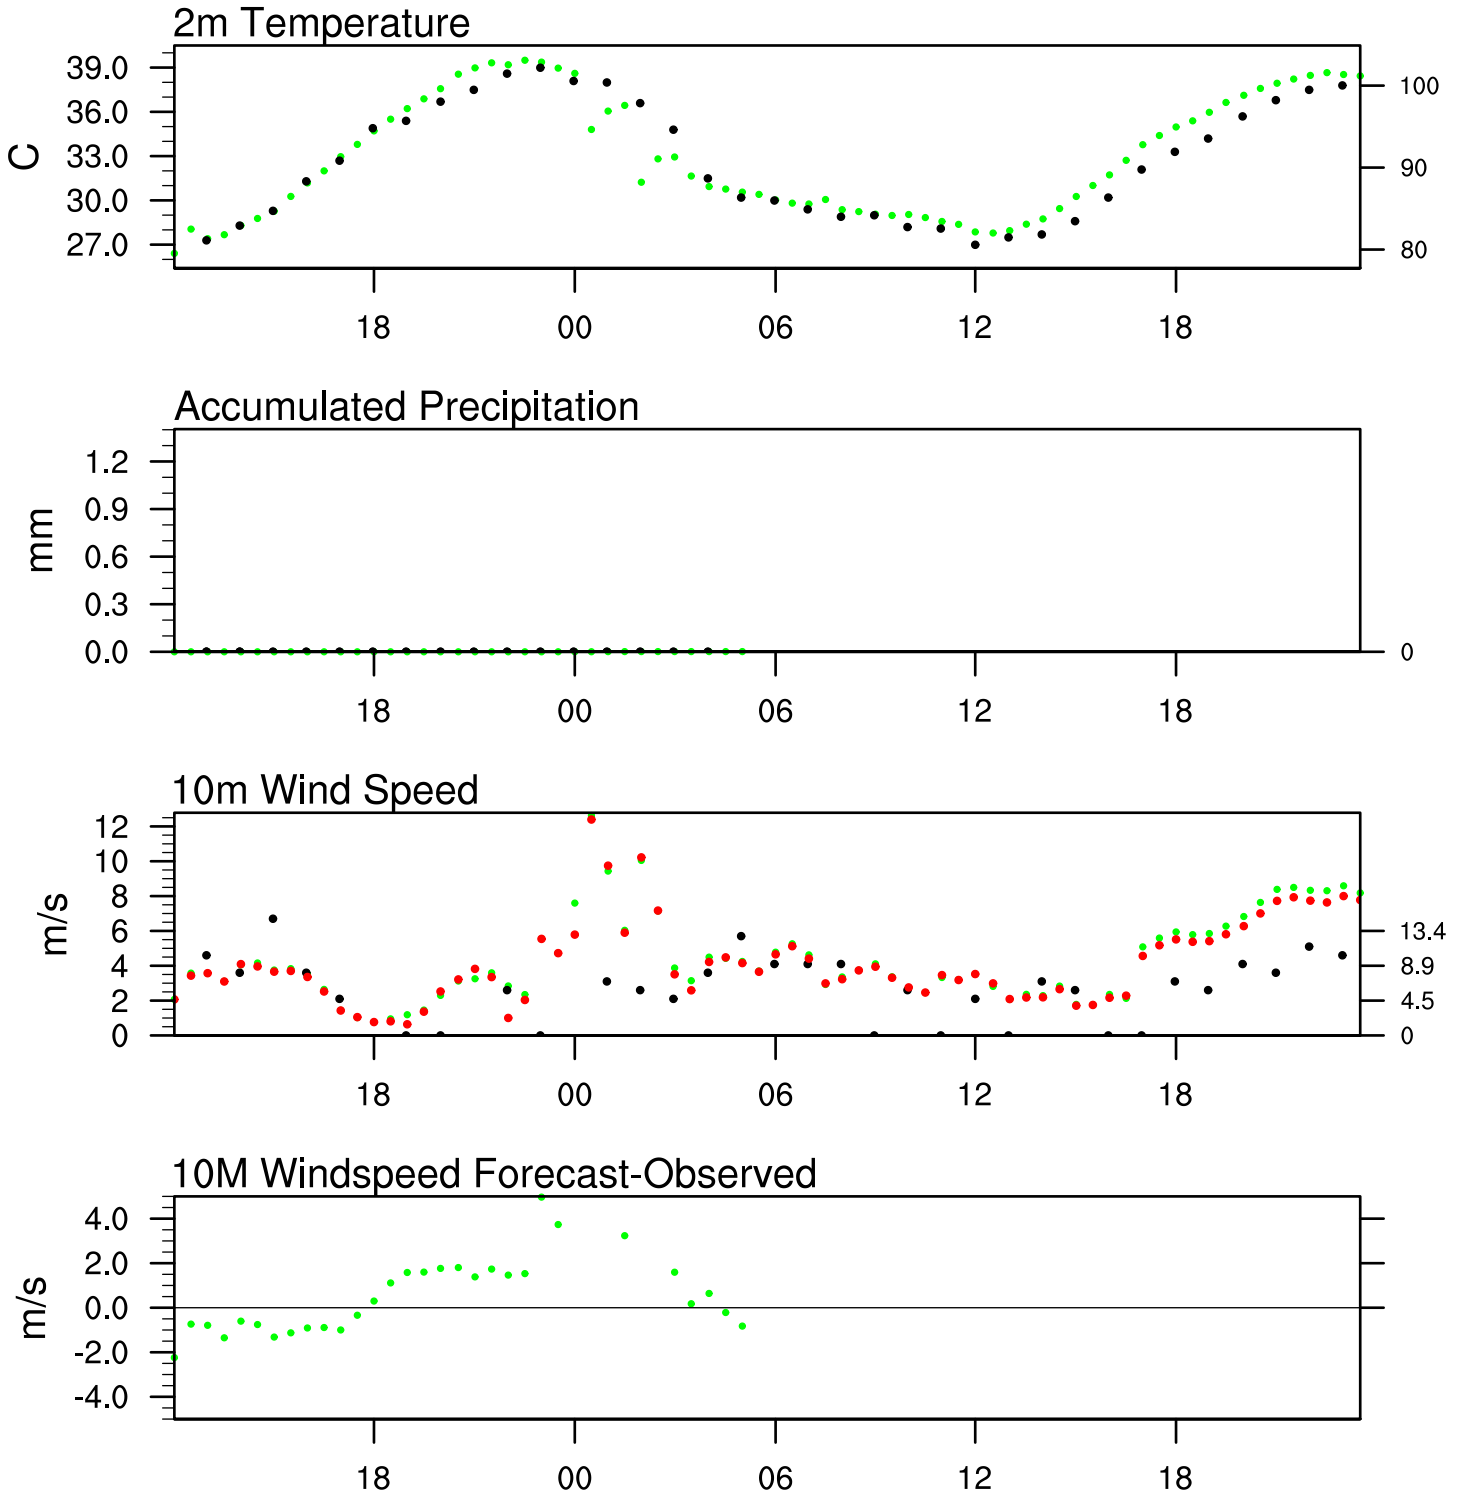 2m Temperature
39.0
36.0
33.0
30.0
27.0
C
100
90
80
18 00 06 12 18
Accumulated Precipitation
1.2
0.9
0.6
0.3
0.0
mm
0
18 00 06 12 18
10m Wind Speed
12
10
8
6
4
2
0
m/s
13.4
8.9
4.5
0
18 00 06 12 18
10M Windspeed Forecast-Observed
4.0
2.0
0.0
-2.0
-4.0
m/s
18 00 06 12 18